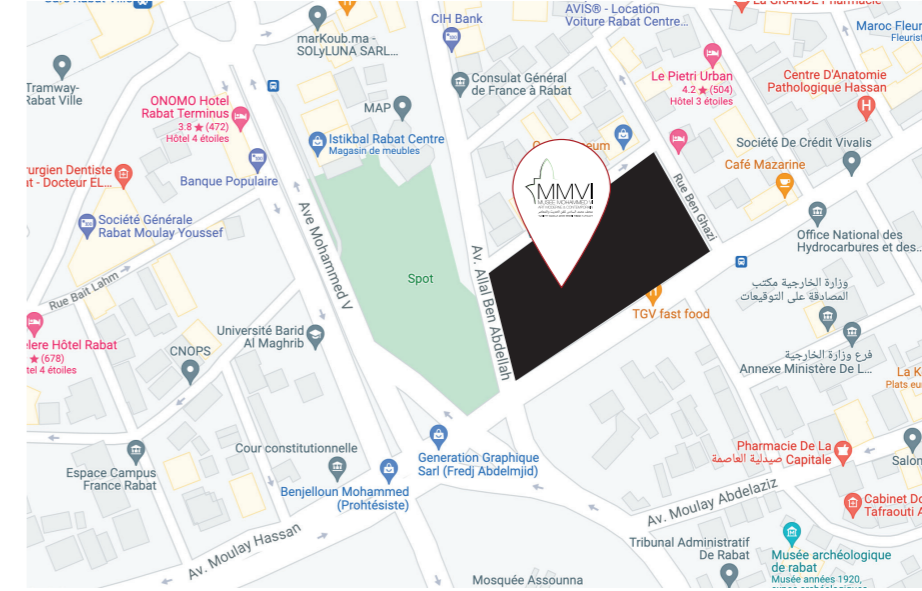 CIH Bank
AVIS® - Location
Voiture Rabat Centre...
marKoub.ma -
SOLyLUNA SARL...
Maroc Fleur
Fleurist
Tramway-
Rabat Ville
Consulat Général
de France à Rabat
Le Pietri Urban
4.2 ★ (504)
Hôtel 3 étoiles
Centre D'Anatomie
Pathologique Hassan
ONOMO Hotel
Rabat Terminus
3.8 ★ (472)
Hôtel 4 étoiles
MAP
Istikbal Rabat Centre
Magasin de meubles
Société De Crédit Vivalis
Café Mazarine
urgien Dentiste
at - Docteur EL...
Banque Populaire
MMVI
MUSEE MOHAMMED VI
Rue Ben Ghazi
Société Générale
Rabat Moulay Youssef
Office National des
Hydrocarbures et des...
Ave Mohammed V
Av. Allal Ben Abdellah
Rue Bait Lahm
Spot
وزارة الخارجية مكتب
المصادقة على التوقيعات
TGV fast food
elere Hôtel Rabat
★ (678)
tel 4 étoiles
CNOPS
Université Barid
Al Maghrib
فرع وزارة الخارجية
Annexe Ministère De L...
La K
Plats eu
Cour constitutionnelle
Generation Graphique
Sarl (Fredj Abdelmjid)
Pharmacie De La
Capitale صيدلية العاصمة
Salon
Espace Campus
France Rabat
Benjelloun Mohammed
(Prohtésiste)
Av. Moulay Abdelaziz
Cabinet Do
Tafraouti A
Av. Moulay Hassan
Tribunal Administratif
De Rabat
Musée archéologique
de rabat
Musée années 1920,
Mosquée Assounna